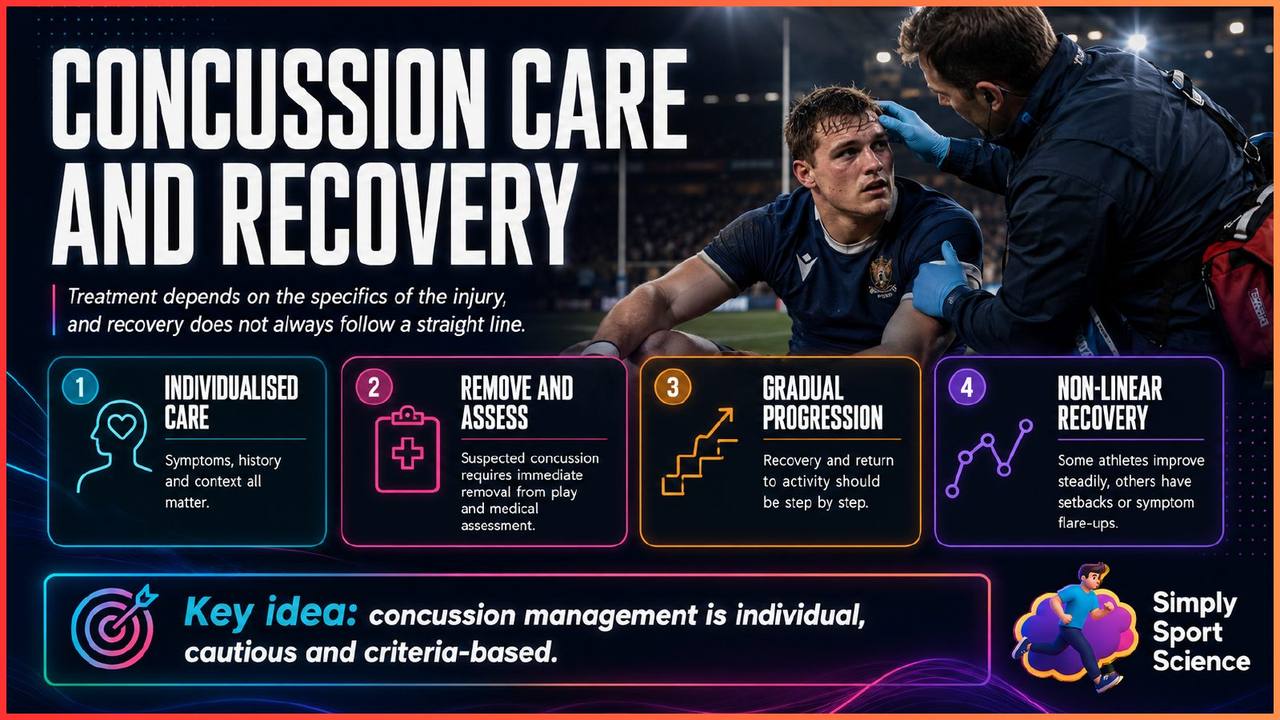 CONCUSSION CARE
AND RECOVERY
Treatment depends on the specifics of the injury,
and recovery does not always follow a straight line.
1
INDIVIDUALISED
CARE
Symptoms, history
and context all
matter.
2
REMOVE AND
ASSESS
Suspected concussion
requires immediate
removal from play
and medical
assessment.
3
GRADUAL
PROGRESSION
Recovery and return
to activity should
be step by step.
4
NON-LINEAR
RECOVERY
Some athletes improve
steadily, others have
setbacks or symptom
flare-ups.
Key idea: concussion management is individual,
cautious and criteria-based.
Simply
Sport
Science